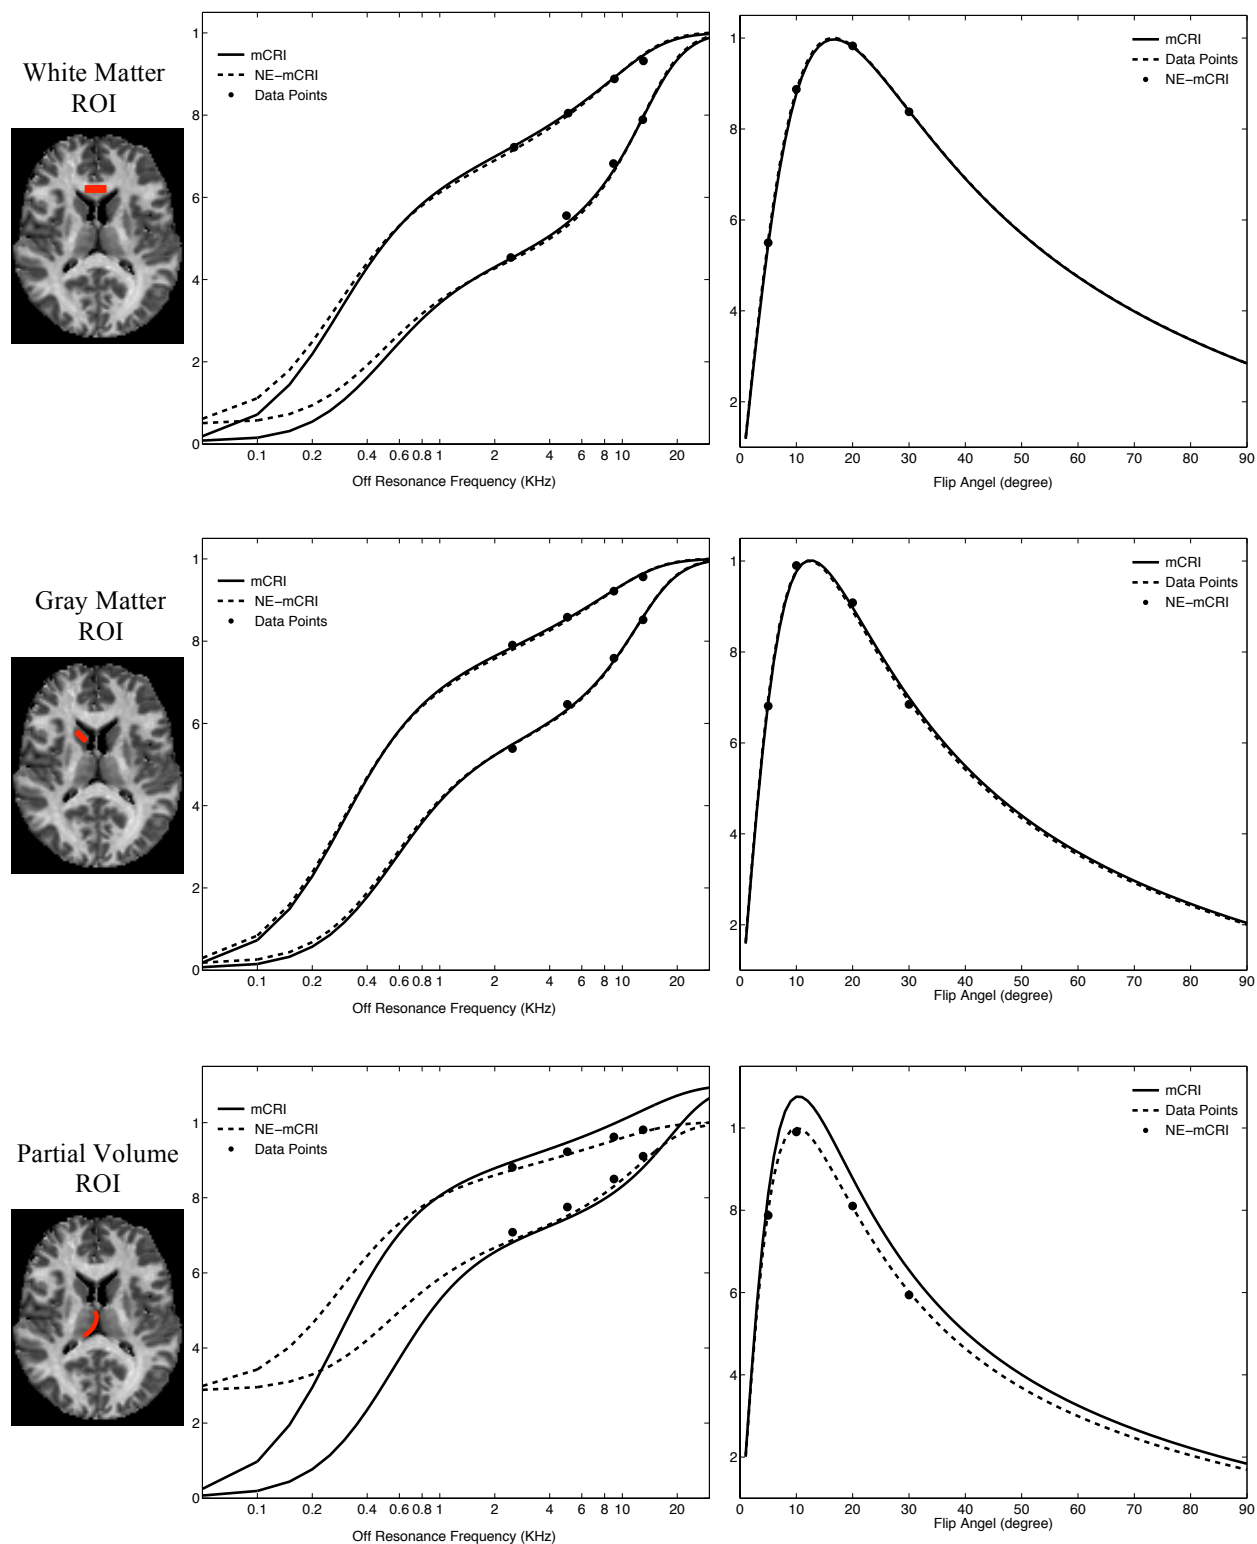 White Matter
ROI
mCRI
NE-mCRI
Data Points
1
8
6
4
2
0
0.1 0.2 0.4 0.6 0.8 1 2 4 6 8 10 20
Off Resonance Frequency (KHz)
mCRI
Data Points
NE-mCRI
1
8
6
4
2
0 10 20 30 40 50 60 70 80 90
Flip Angel (degree)
Gray Matter
ROI
mCRI
NE-mCRI
Data Points
1
8
6
4
2
0
0.1 0.2 0.4 0.6 0.8 1 2 4 6 8 10 20
Off Resonance Frequency (KHz)
mCRI
Data Points
NE-mCRI
1
8
6
4
2
0 10 20 30 40 50 60 70 80 90
Flip Angel (degree)
Partial Volume
ROI
mCRI
NE-mCRI
Data Points
1
8
6
4
2
0
0.1 0.2 0.4 0.6 0.8 1 2 4 6 8 10 20
Off Resonance Frequency (KHz)
mCRI
Data Points
NE-mCRI
1
8
6
4
2
0 10 20 30 40 50 60 70 80 90
Flip Angel (degree)